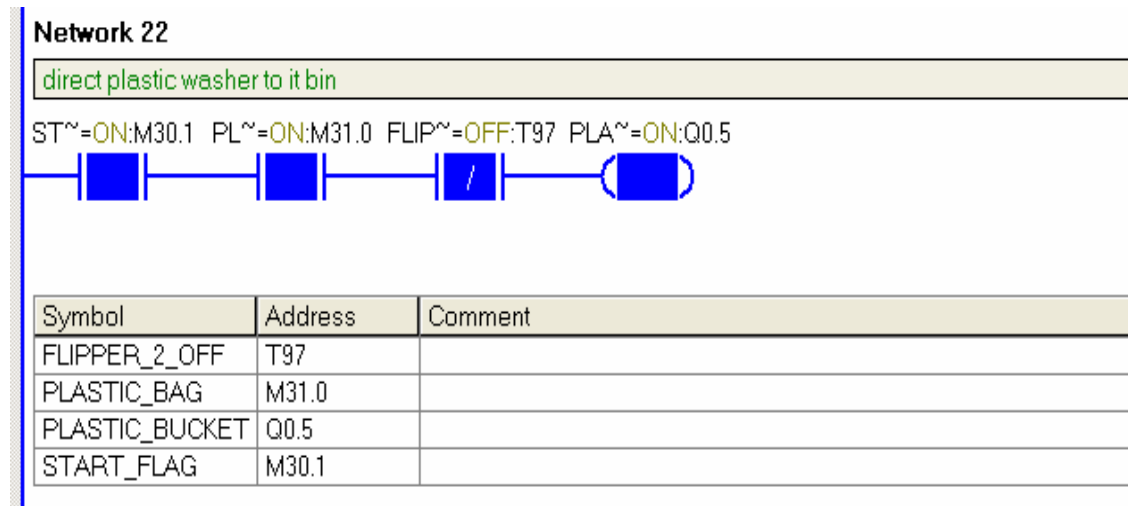 Network 22
direct plastic washer to it bin
ST~=ON:M30.1 PL~=ON:M31.0 FLIP~=OFF:T97 PLA~=ON:Q0.5
/
Symbol Address Comment
FLIPPER_2_OFF T97
PLASTIC_BAG M31.0
PLASTIC_BUCKET Q0.5
START_FLAG M30.1